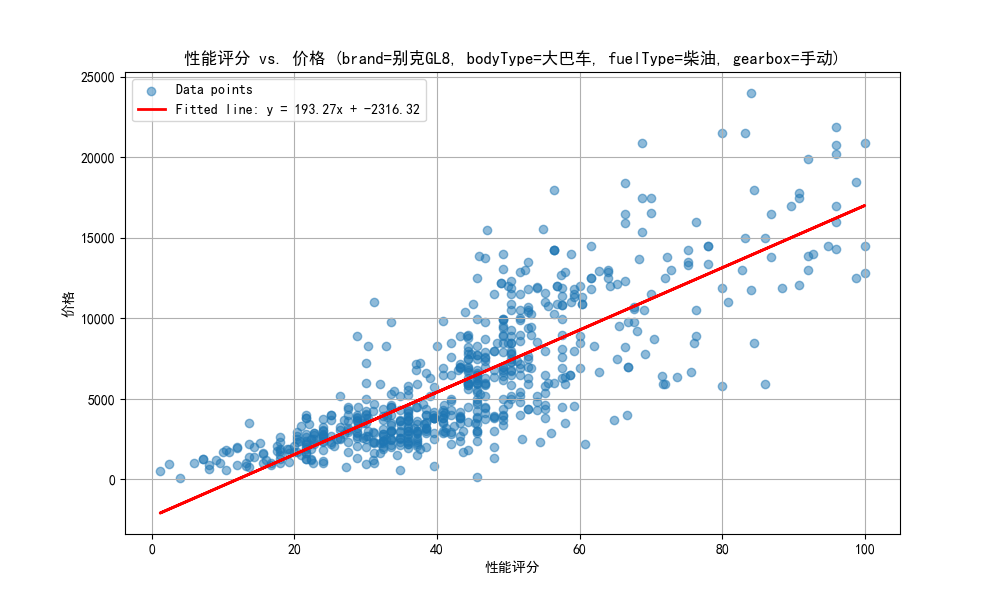 性能评分 vs. 价格 (brand=别克GL8, bodyType=大巴车, fuelType=柴油, gearbox=手动)
Data points
Fitted line: y = 193.27x + -2316.32
25000
20000
15000
10000
5000
0
价格
0 20 40 60 80 100
性能评分